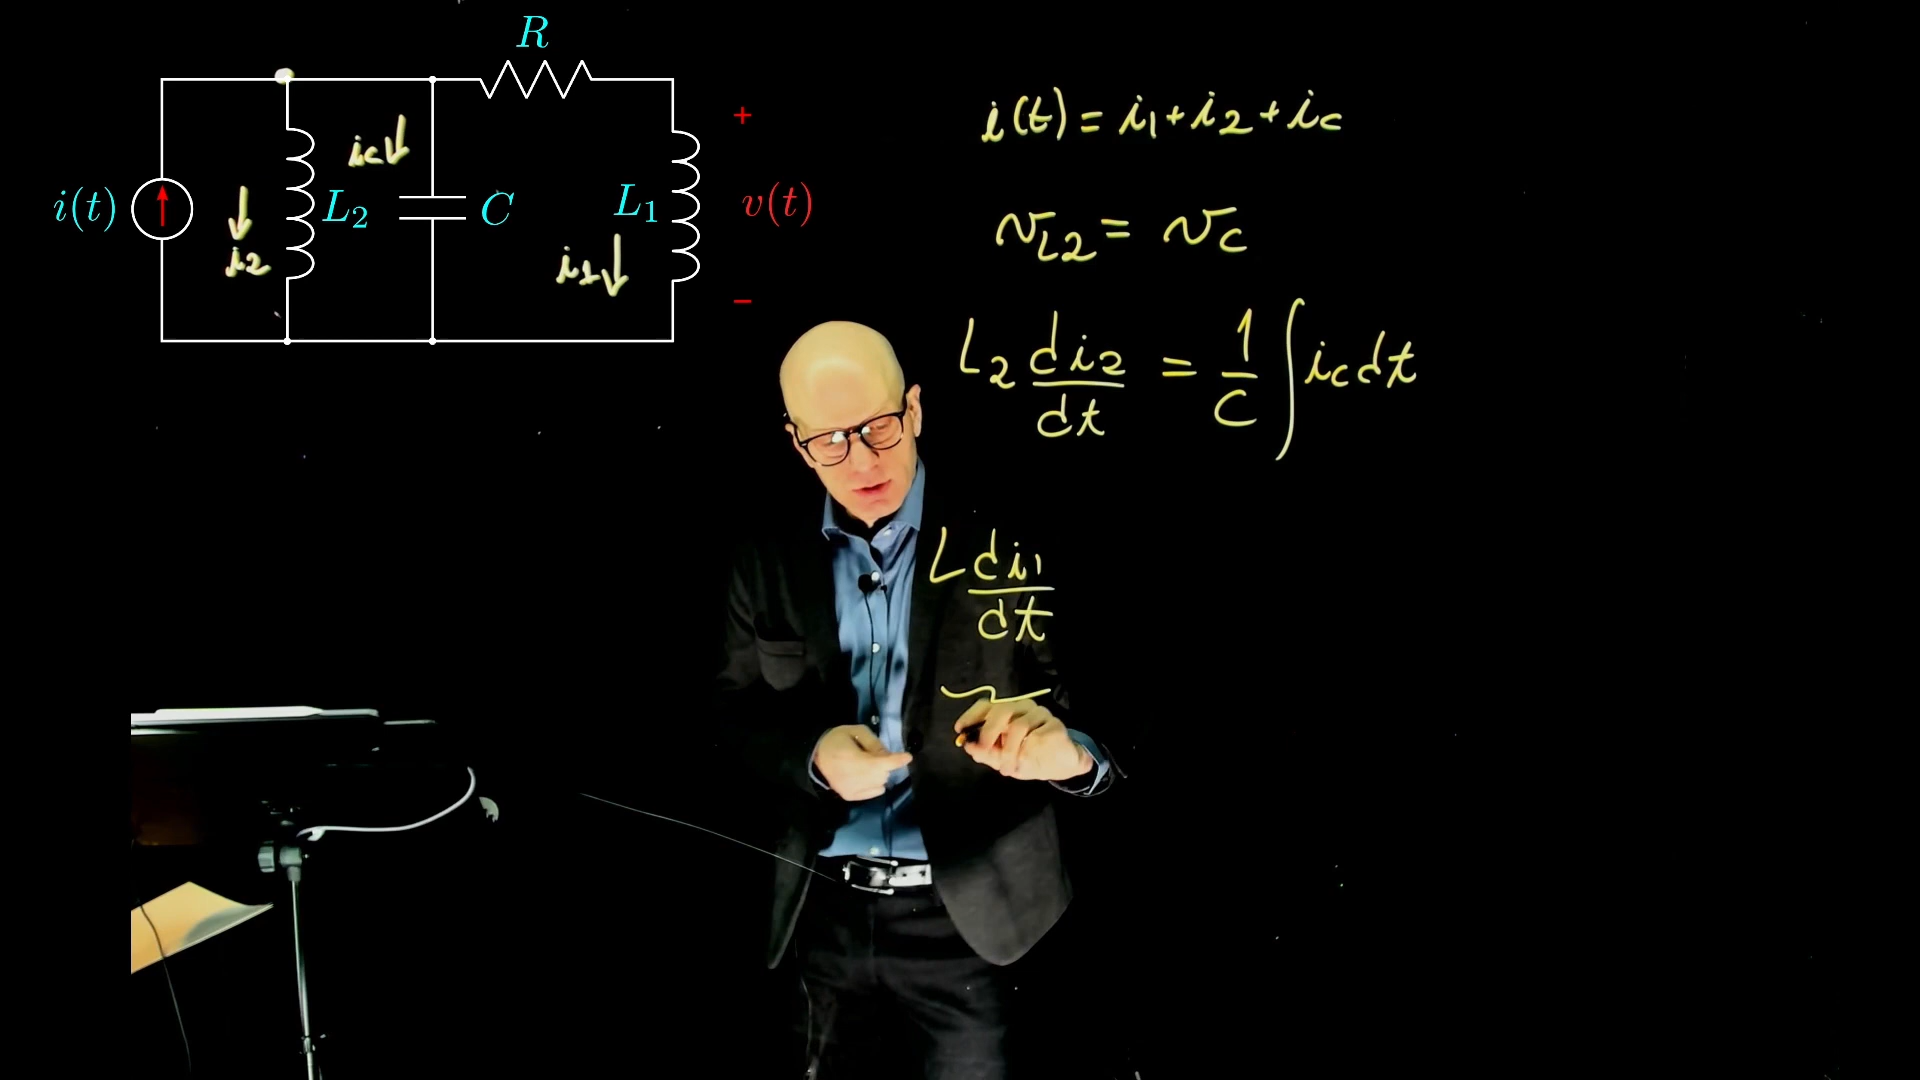 R
i(t)
L₂
C
L₁
v(t)
+
−
ic↓
↓
i2
i1↓
i(t) = i1 + i2 + ic
vL2 = vc
L2 di2/dt = 1/C ∫ ic dt
L di1/dt